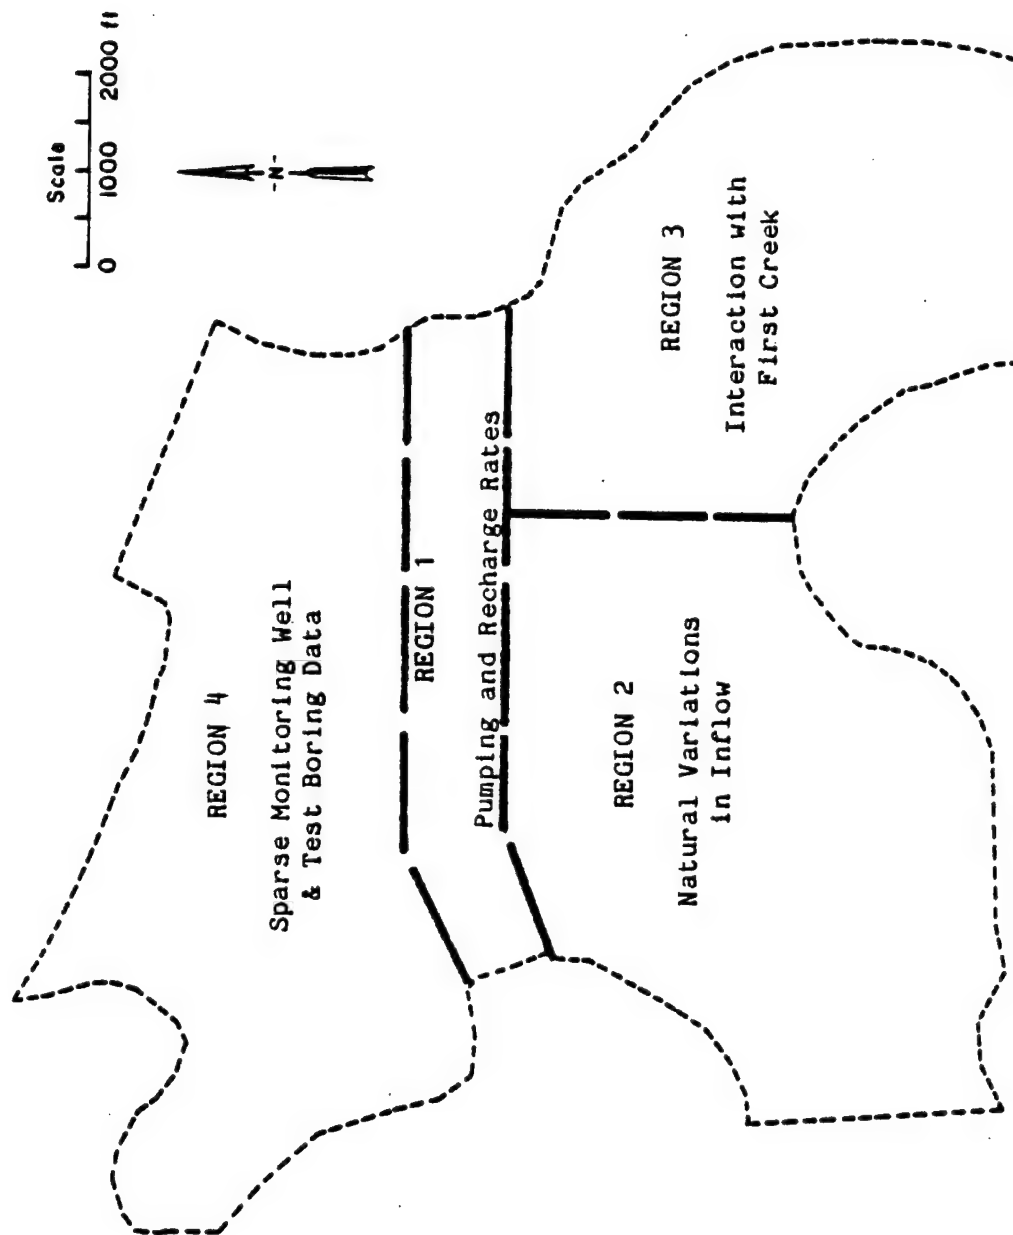 Scale
0 1000 2000 ft
-N-
REGION 4
Sparse Monitoring Well
& Test Boring Data
REGION 1
Pumping and Recharge Rates
REGION 2
Natural Variations
in Inflow
REGION 3
Interaction with
First Creek